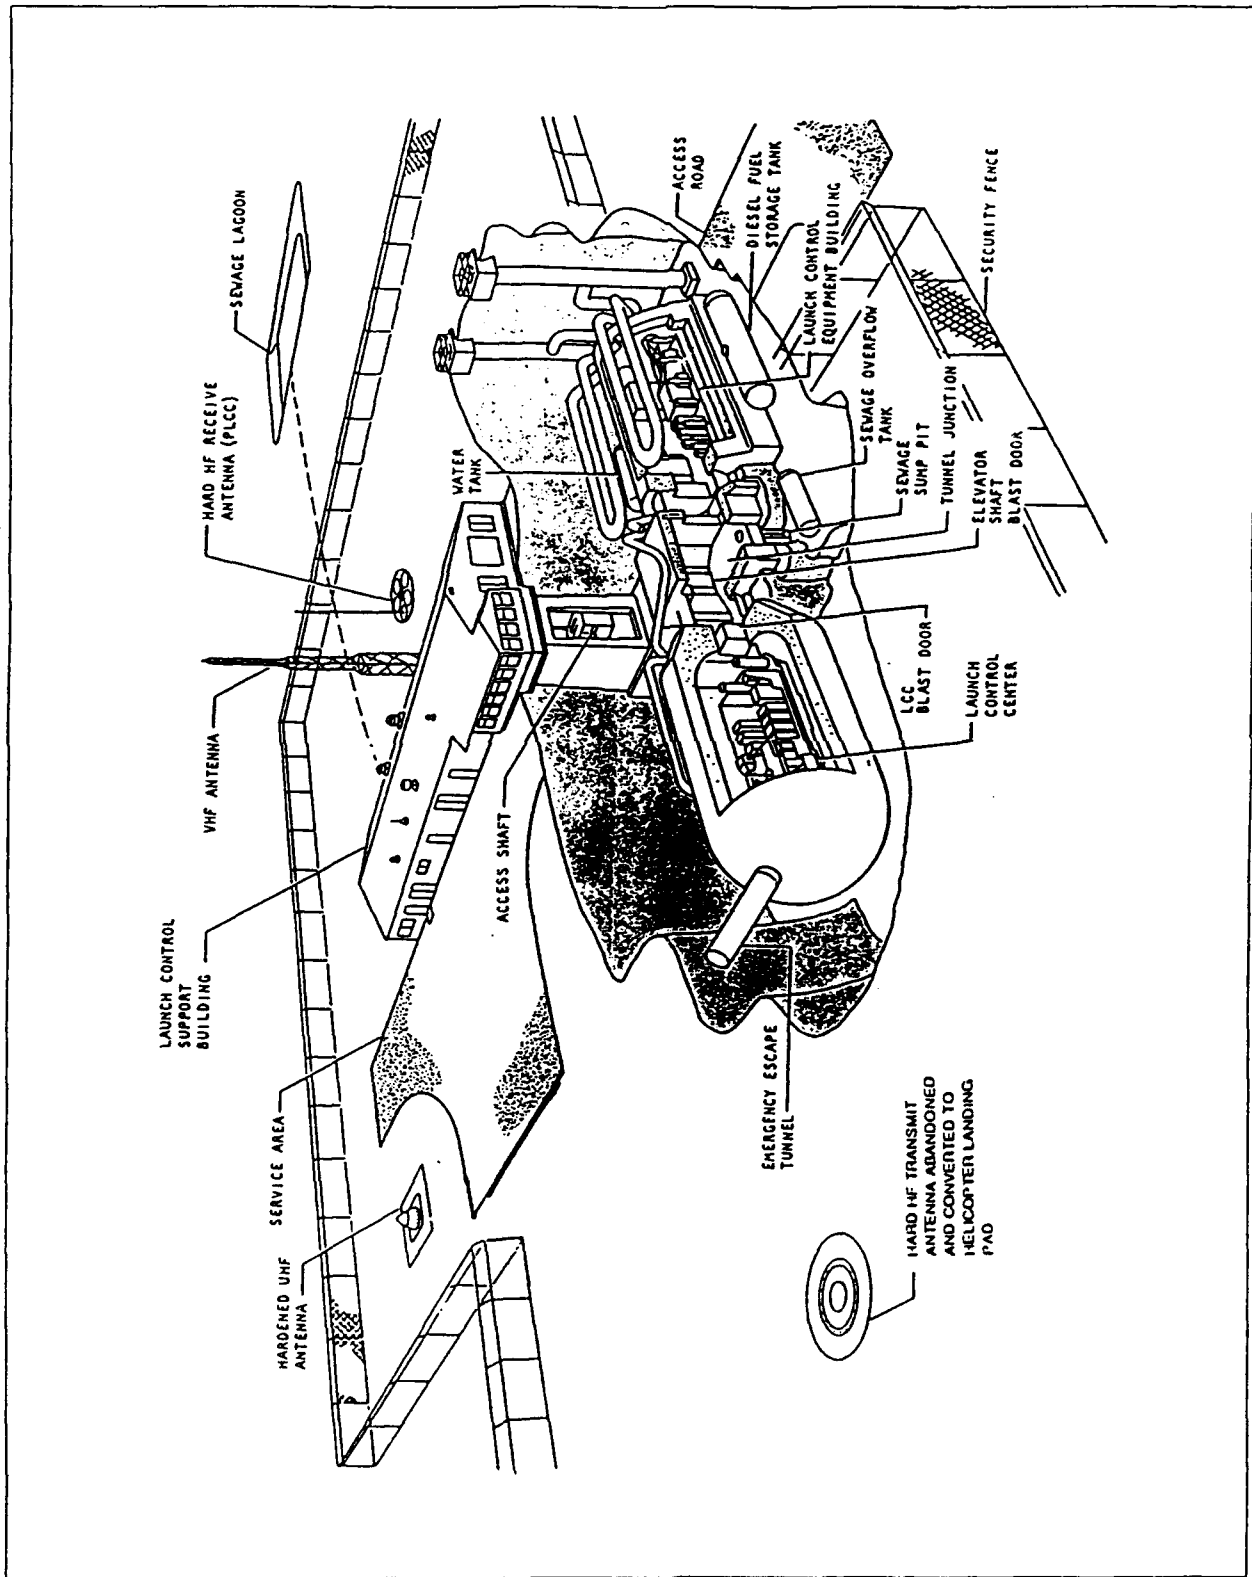 SEWAGE LAGOON
HARD HF RECEIVE
ANTENNA (PLCC)
VHF ANTENNA
LAUNCH CONTROL
SUPPORT
BUILDING
SERVICE AREA
HARDENED UHF
ANTENNA
WATER
TANK
ACCESS SHAFT
ACCESS
ROAD
DIESEL FUEL
STORAGE TANK
LAUNCH CONTROL
EQUIPMENT BUILDING
SEWAGE OVERFLOW
TANK
SEWAGE
SUMP PIT
TUNNEL JUNCTION
ELEVATOR
SHAFT
BLAST DOOR
SECURITY FENCE
LCC
BLAST DOOR
LAUNCH
CONTROL
CENTER
EMERGENCY ESCAPE
TUNNEL
HARD HF TRANSMIT
ANTENNA ABANDONED
AND CONVERTED TO
HELICOPTER LANDING
PAD